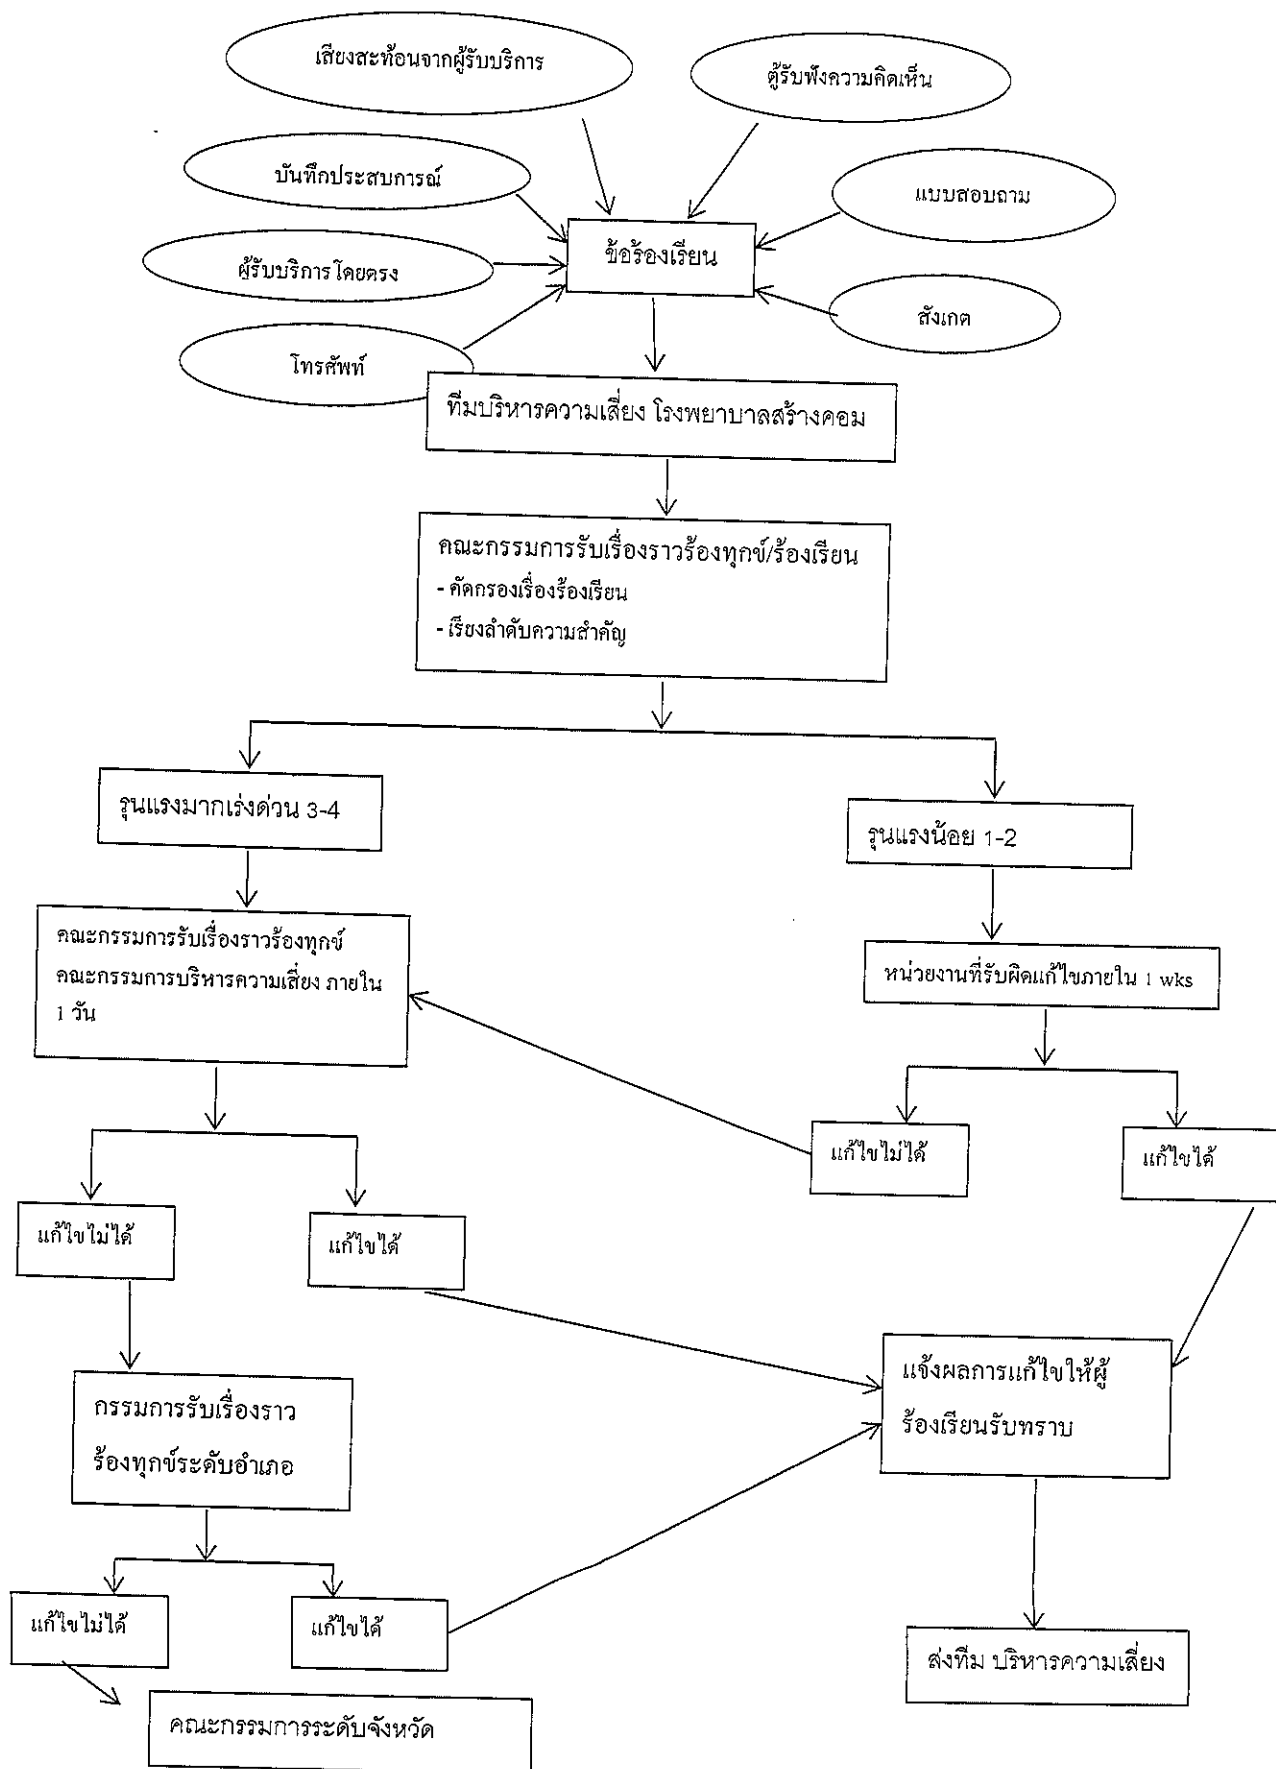 เสียงสะท้อนจากผู้รับบริการ
ตู้รับฟังความคิดเห็น
บันทึกประสบการณ์
แบบสอบถาม
ข้อร้องเรียน
ผู้รับบริการโดยตรง
สังเกต
โทรศัพท์
ทีมบริหารความเสี่ยง โรงพยาบาลสร้างคอม
คณะกรรมการรับเรื่องราวร้องทุกข์/ร้องเรียน
- คัดกรองเรื่องร้องเรียน
- เรียงลำดับความสำคัญ
รุนแรงมากเร่งด่วน 3-4
รุนแรงน้อย 1-2
คณะกรรมการรับเรื่องราวร้องทุกข์
คณะกรรมการบริหารความเสี่ยง ภายใน
1 วัน
หน่วยงานที่รับผิดแก้ไขภายใน 1 wks
แก้ไขไม่ได้
แก้ไขได้
แก้ไขไม่ได้
แก้ไขได้
แจ้งผลการแก้ไขให้ผู้
ร้องเรียนรับทราบ
กรรมการรับเรื่องราว
ร้องทุกข์ระดับอำเภอ
แก้ไขไม่ได้
แก้ไขได้
ส่งทีม บริหารความเสี่ยง
คณะกรรมการระดับจังหวัด